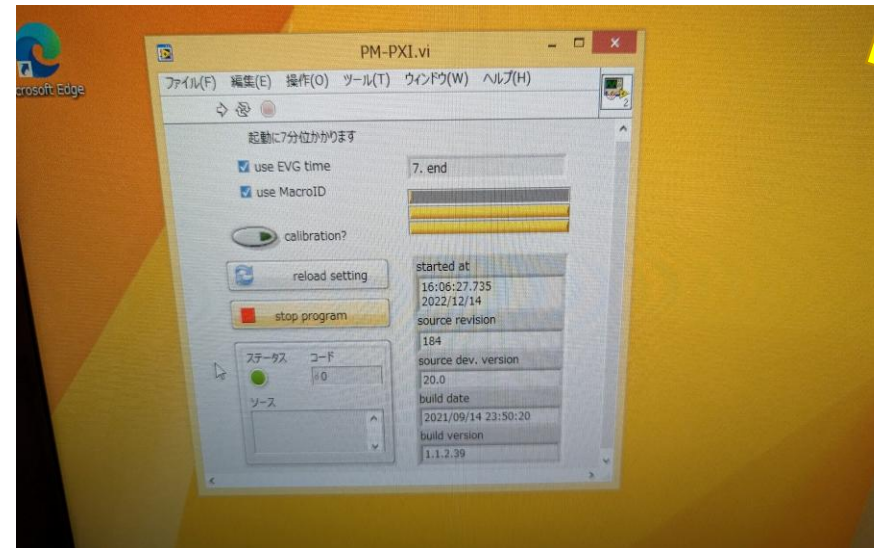 PM-PXI.vi
crosoft Edge
ファイル(F) 編集(E) 操作(O) ツール(T) ウィンドウ(W) ヘルプ(H)
2
起動に7分位かかります
use EVG time
7. end
use MacroID
calibration?
reload setting
started at
16:06:27.735
2022/12/14
stop program
source revision
184
ステータス コード
source dev. version
0
20.0
ソース
build date
2021/09/14 23:50:20
build version
1.1.2.39